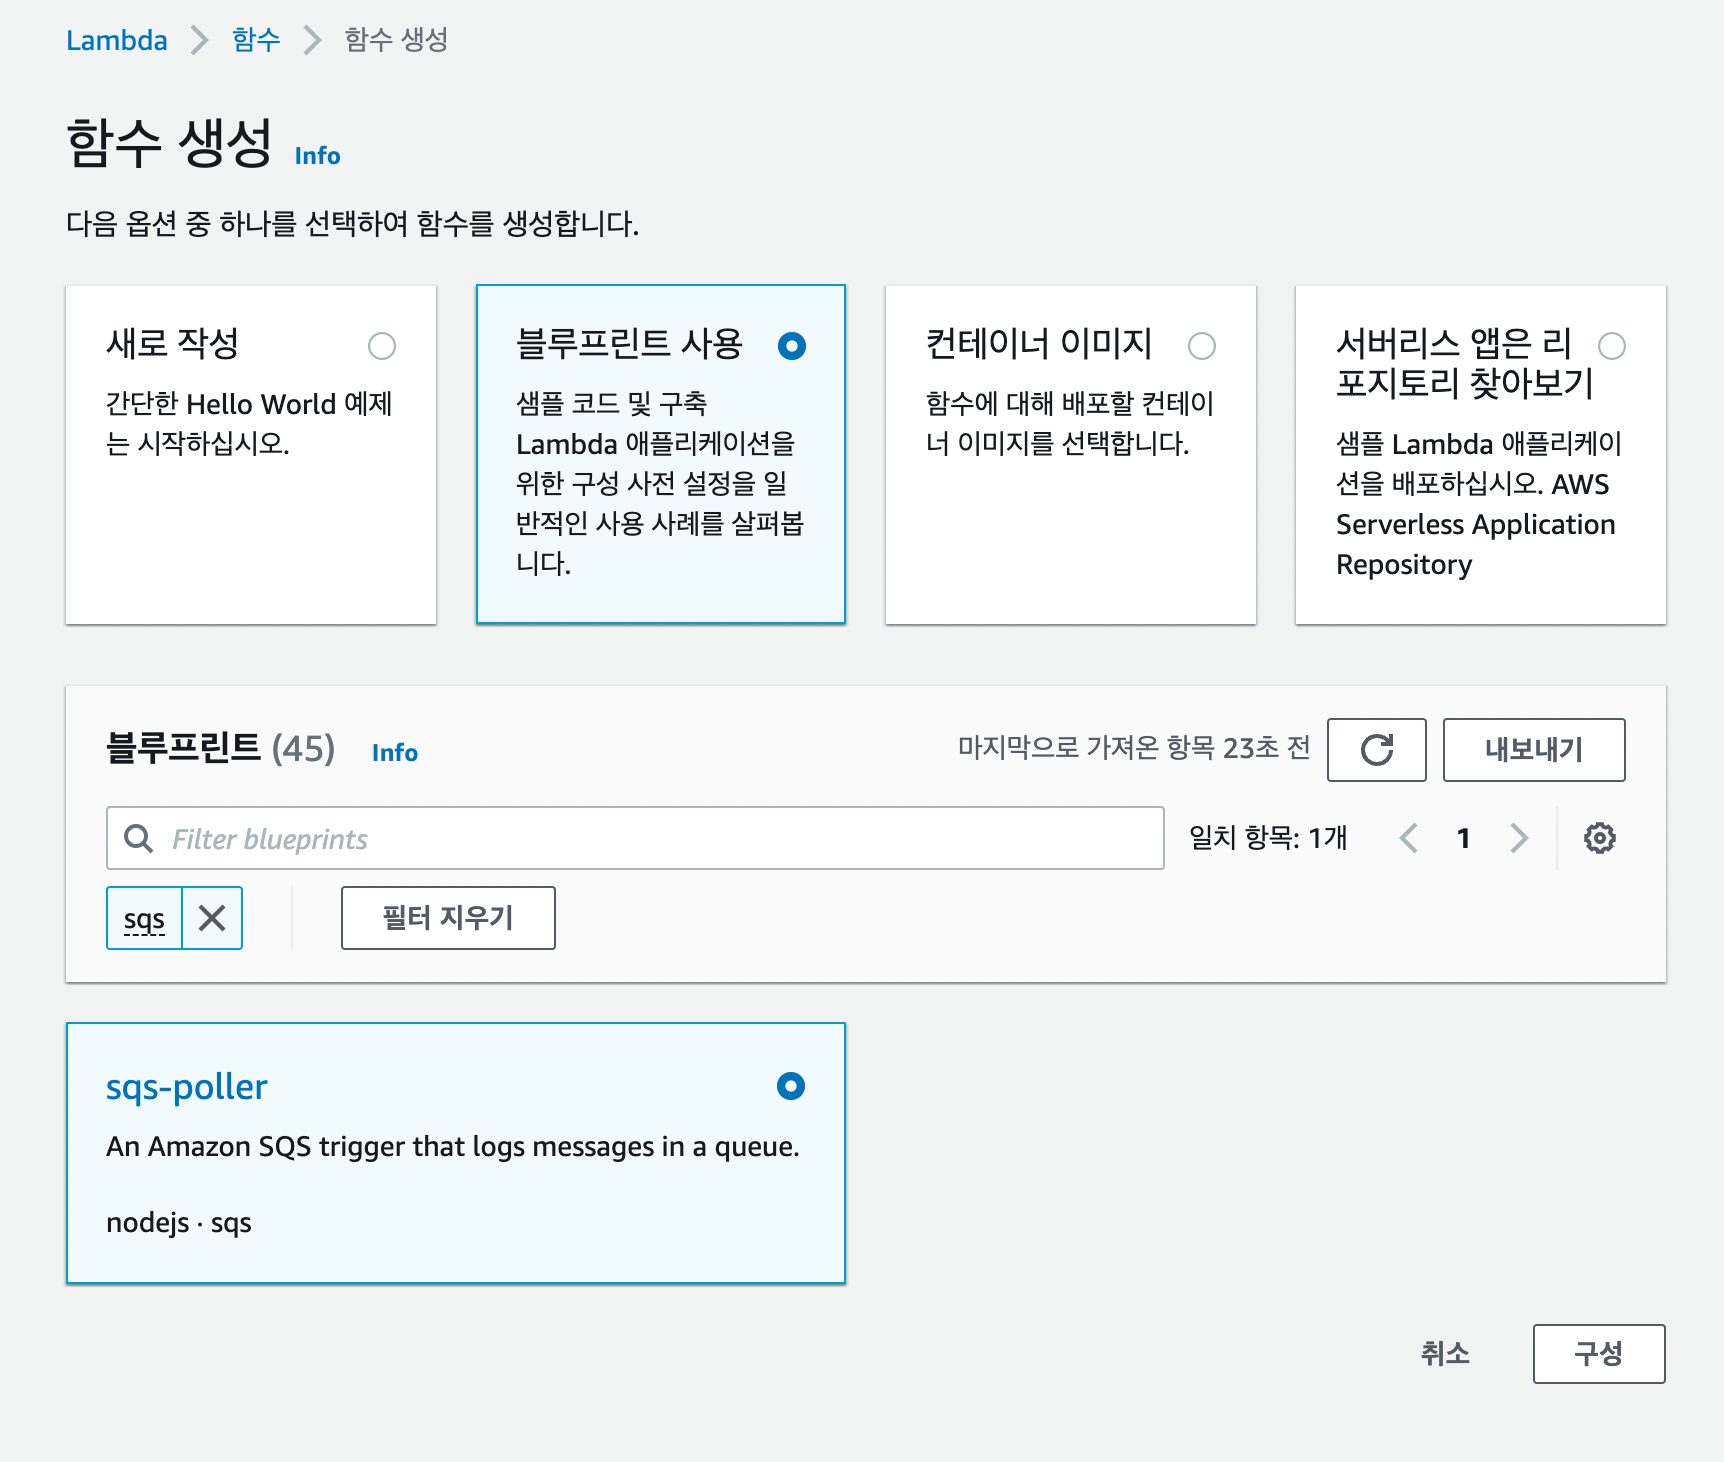 Lambda > 함수 > 함수 생성
함수 생성 Info
다음 옵션 중 하나를 선택하여 함수를 생성합니다.
새로 작성
간단한 Hello World 예제
는 시작하십시오.
블루프린트 사용
샘플 코드 및 구축
Lambda 애플리케이션을
위한 구성 사전 설정을 일
반적인 사용 사례를 살펴봅
니다.
컨테이너 이미지
함수에 대해 배포할 컨테이
너 이미지를 선택합니다.
서버리스 앱은 리
포지토리 찾아보기
샘플 Lambda 애플리케이
션을 배포하십시오. AWS
Serverless Application
Repository
블루프린트 (45) Info
마지막으로 가져온 항목 23초 전
내보내기
Filter blueprints
일치 항목: 1개
1
sqs
필터 지우기
sqs-poller
An Amazon SQS trigger that logs messages in a queue.
nodejs · sqs
취소
구성